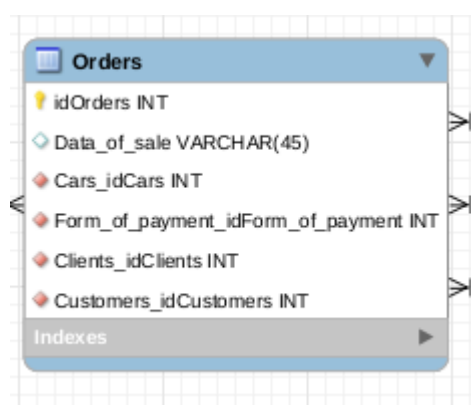 Orders
idOrders INT
Data_of_sale VARCHAR(45)
Cars_idCars INT
Form_of_payment_idForm_of_payment INT
Clients_idClients INT
Customers_idCustomers INT
Indexes